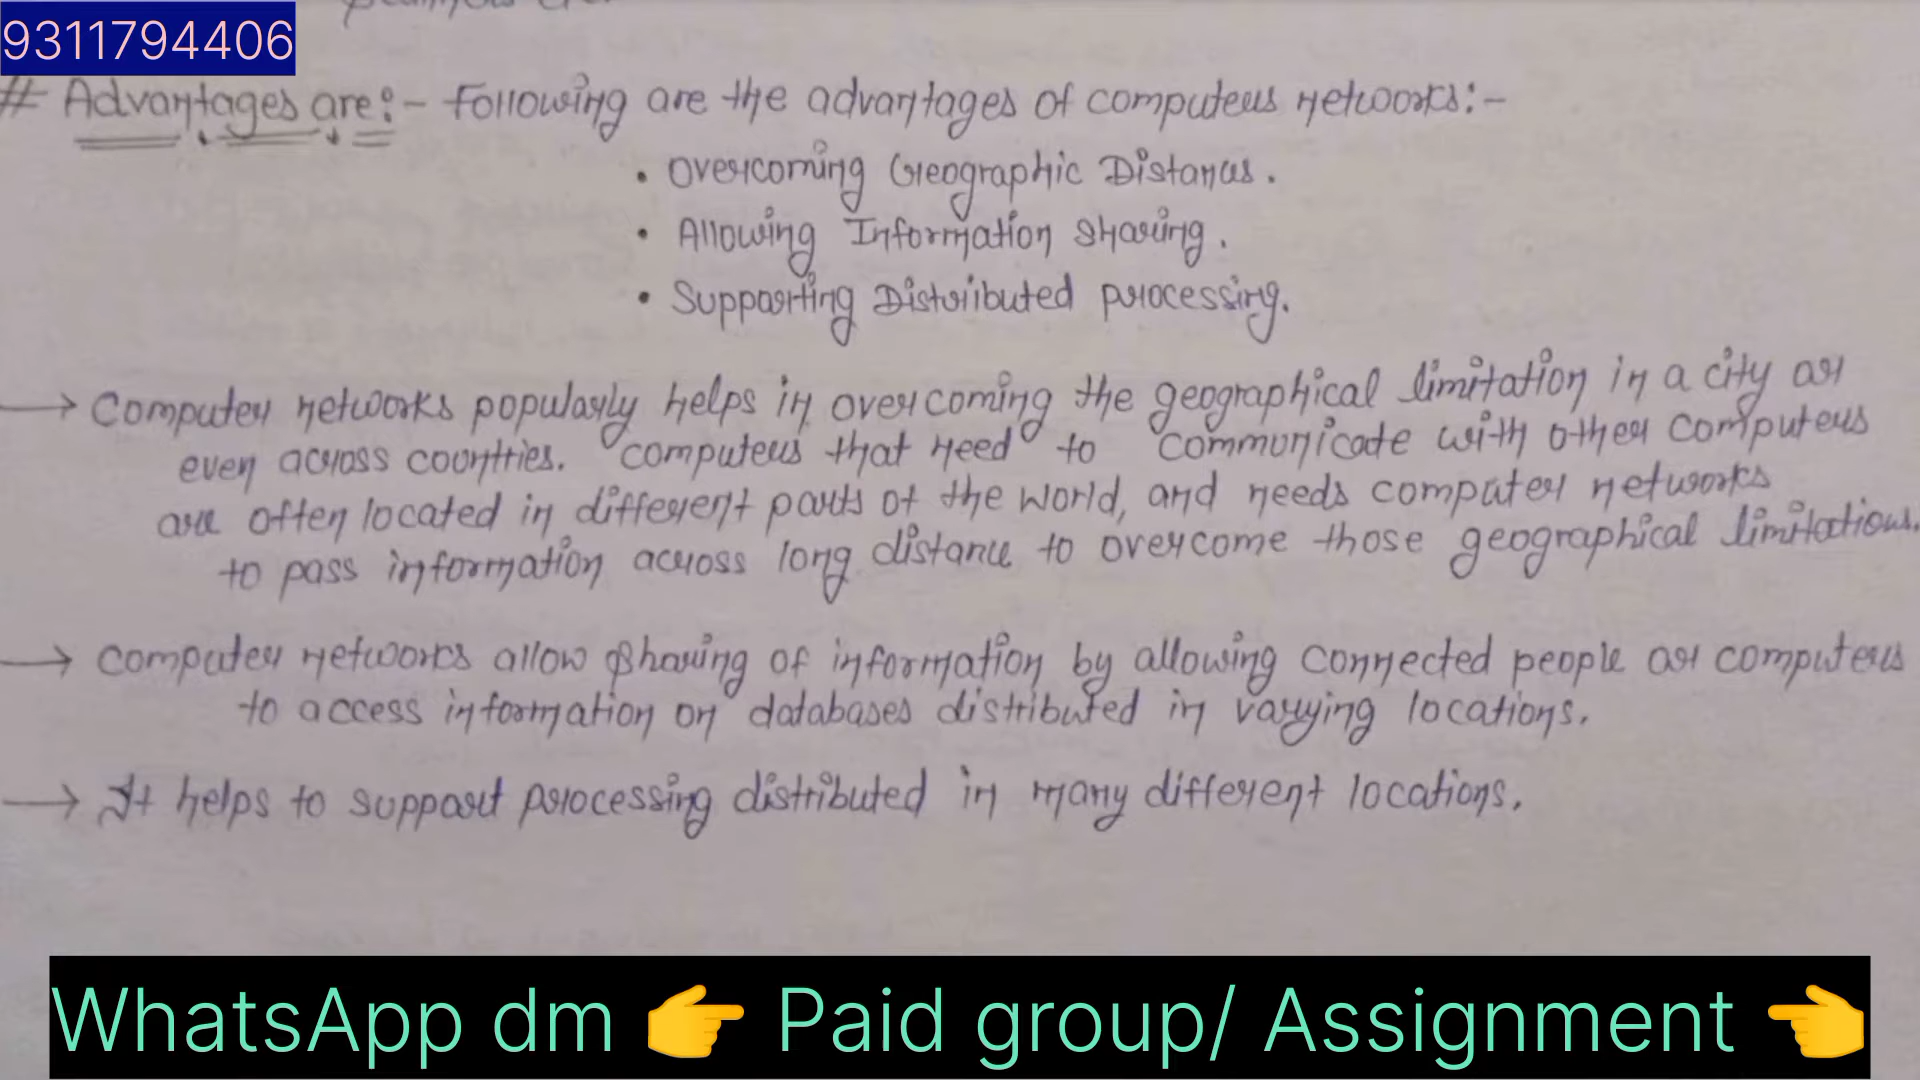 9311794406
# Advantages are:- Following are the advantages of computers networks:-
• Overcoming Geographic Distances.
• Allowing Information Sharing.
• Supporting Distributed processing.
→ Computer networks popularly helps in overcoming the geographical limitation in a city or
even across countries. computers that need to communicate with other computers
are often located in different parts of the world, and needs computer networks
to pass information across long distance to overcome those geographical limitations.
→ Computer networks allow sharing of information by allowing connected people or computers
to access information on databases distributed in varying locations.
→ It helps to support processing distributed in many different locations.
WhatsApp dm 👉 Paid group/ Assignment 👈